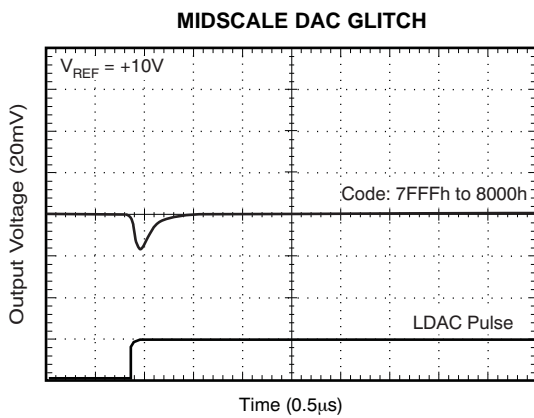 MIDSCALE DAC GLITCH
V_REF = +10V
Output Voltage (20mV)
Code: 7FFFh to 8000h
LDAC Pulse
Time (0.5μs)